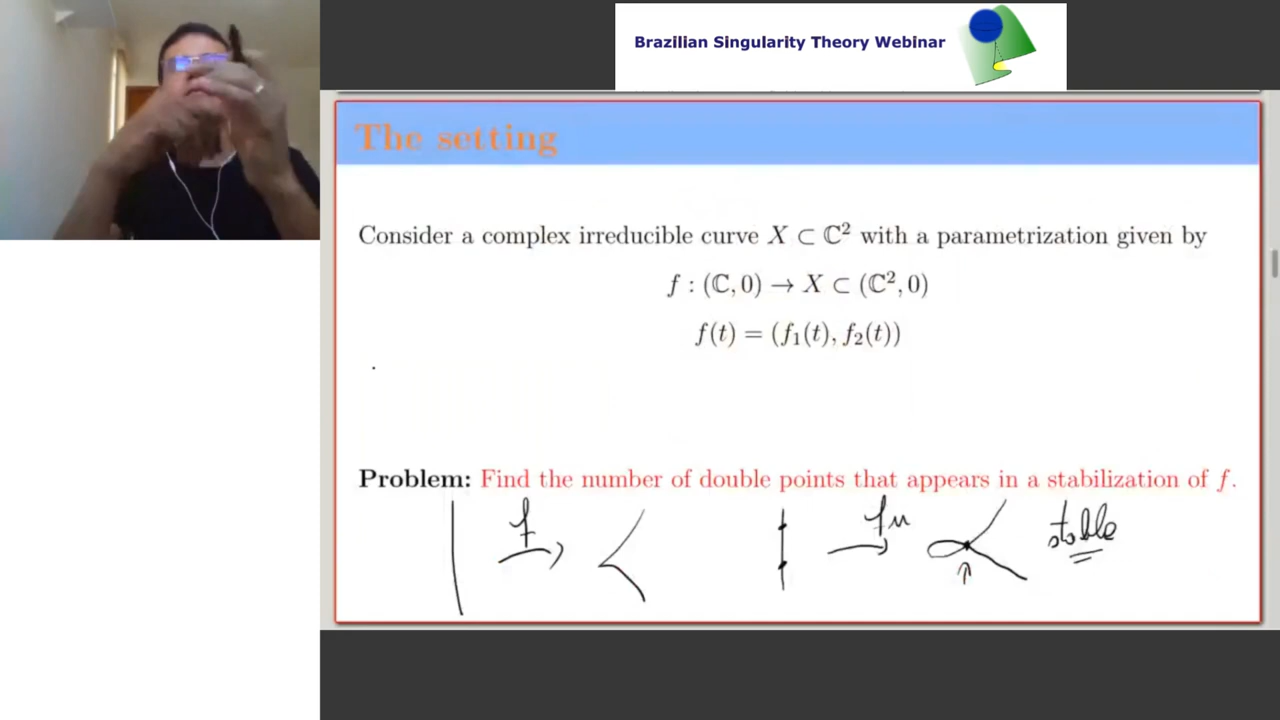 Brazilian Singularity Theory Webinar
The setting
Consider a complex irreducible curve X ⊂ ℂ² with a parametrization given by
f : (ℂ, 0) → X ⊂ (ℂ², 0)
f(t) = (f₁(t), f₂(t))
Problem: Find the number of double points that appears in a stabilization of f.
f fu stable